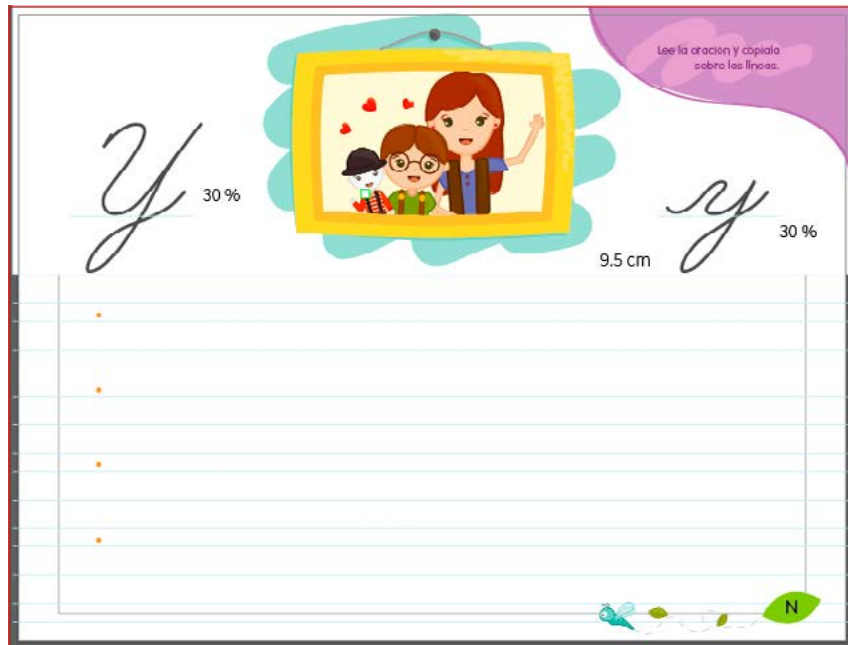 Lee la oración y cópiala
sobre las líneas.
Y
30 %
y
30 %
9.5 cm
N